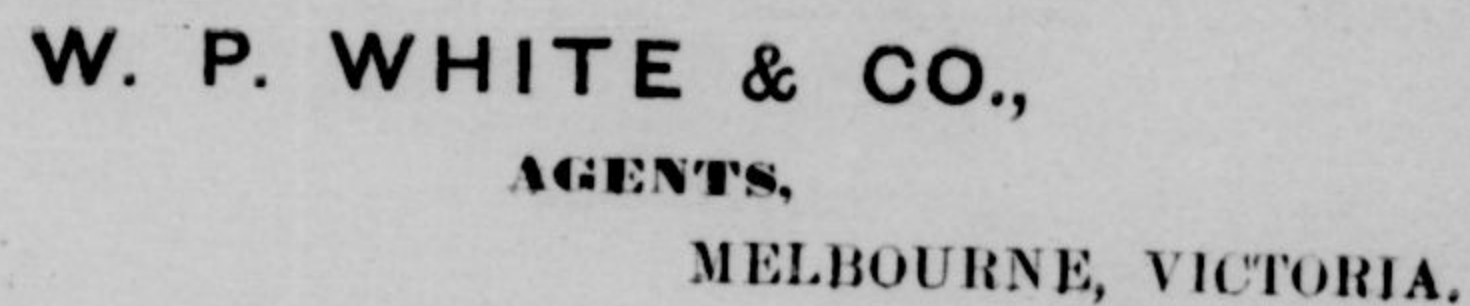 W. P. WHITE & CO.,
AGENTS,
MELBOURNE, VICTORIA.